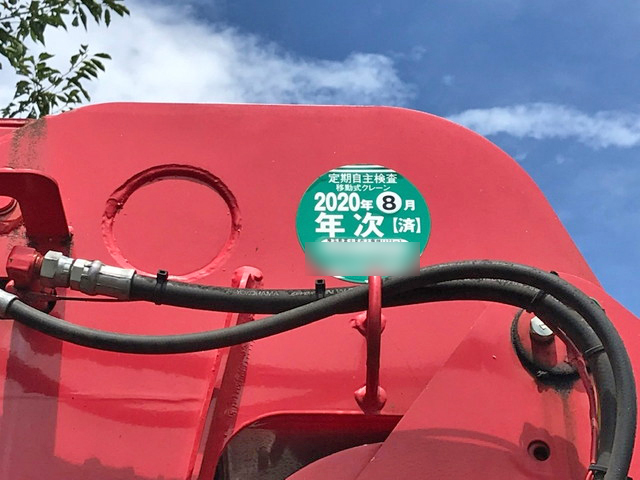 定期自主検査
移動式クレーン
2020年 8 月
年次【済】